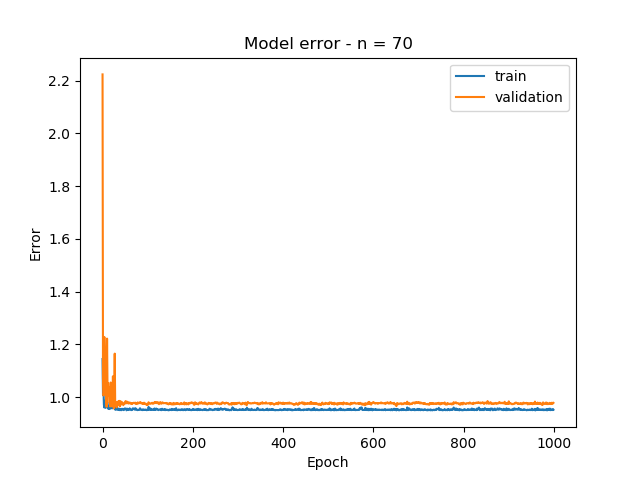 Model error - n = 70
train
validation
2.2
2.0
1.8
1.6
1.4
1.2
1.0
Error
0 200 400 600 800 1000
Epoch